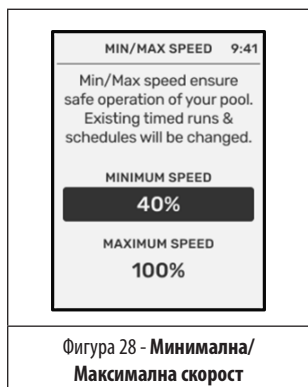 MIN/MAX SPEED 9:41
Min/Max speed ensure
safe operation of your pool.
Existing timed runs &
schedules will be changed.
MINIMUM SPEED
40%
MAXIMUM SPEED
100%
Фигура 28 - Минимална/
Максимална скорост